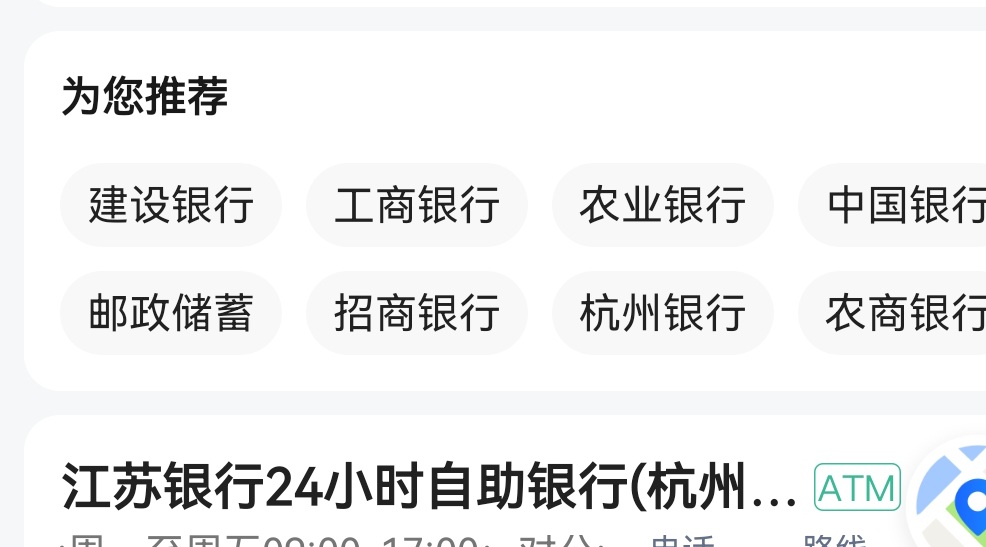 为您推荐
建设银行 工商银行 农业银行 中国银行
邮政储蓄 招商银行 杭州银行 农商银行
江苏银行24小时自助银行(杭州... ATM